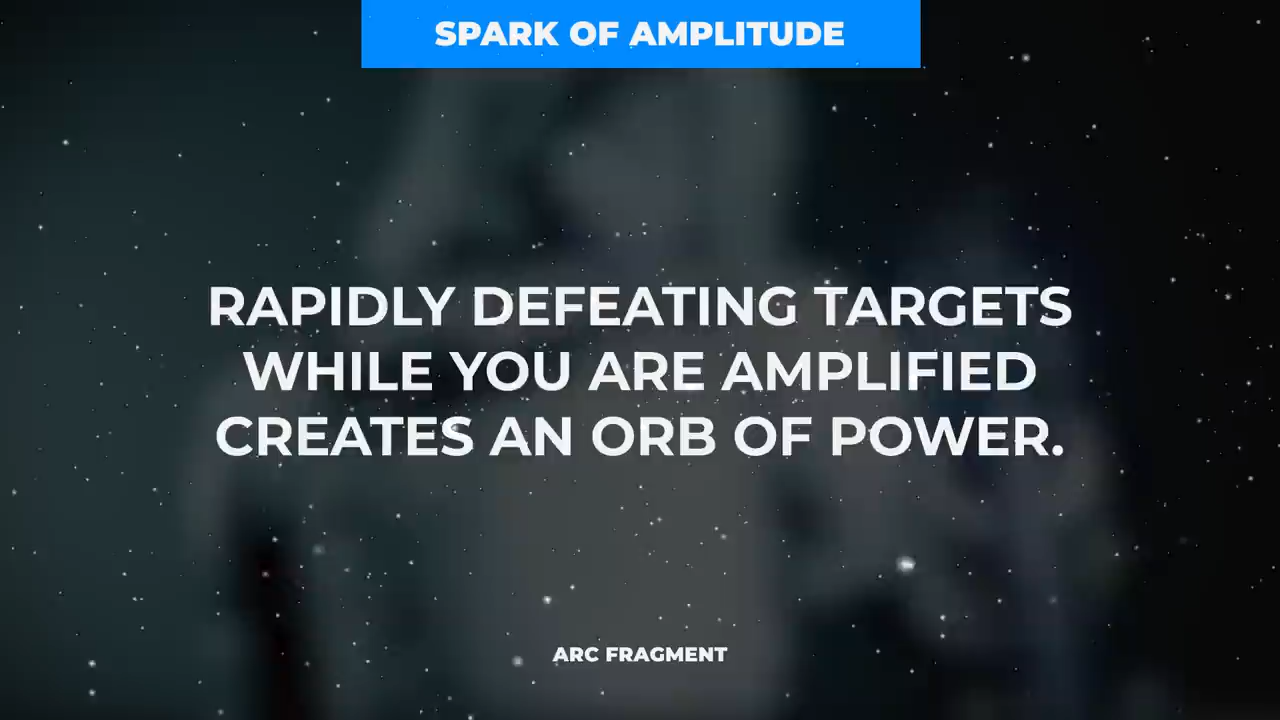 SPARK OF AMPLITUDE
RAPIDLY DEFEATING TARGETS
WHILE YOU ARE AMPLIFIED
CREATES AN ORB OF POWER.
ARC FRAGMENT